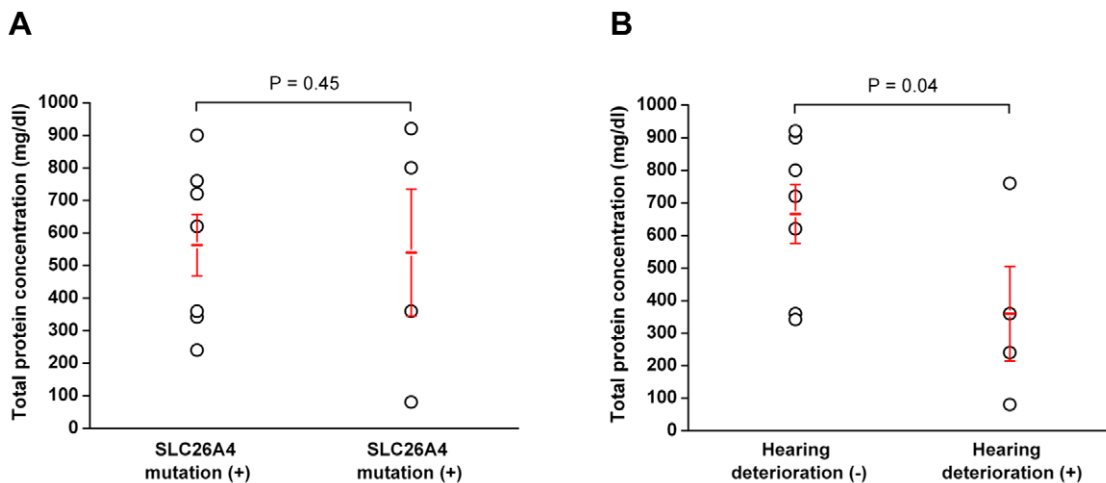 A
P = 0.45
Total protein concentration (mg/dl)
1000
900
800
700
600
500
400
300
200
100
0
SLC26A4
mutation (+)
SLC26A4
mutation (+)
B
P = 0.04
Total protein concentration (mg/dl)
1000
900
800
700
600
500
400
300
200
100
0
Hearing
deterioration (-)
Hearing
deterioration (+)